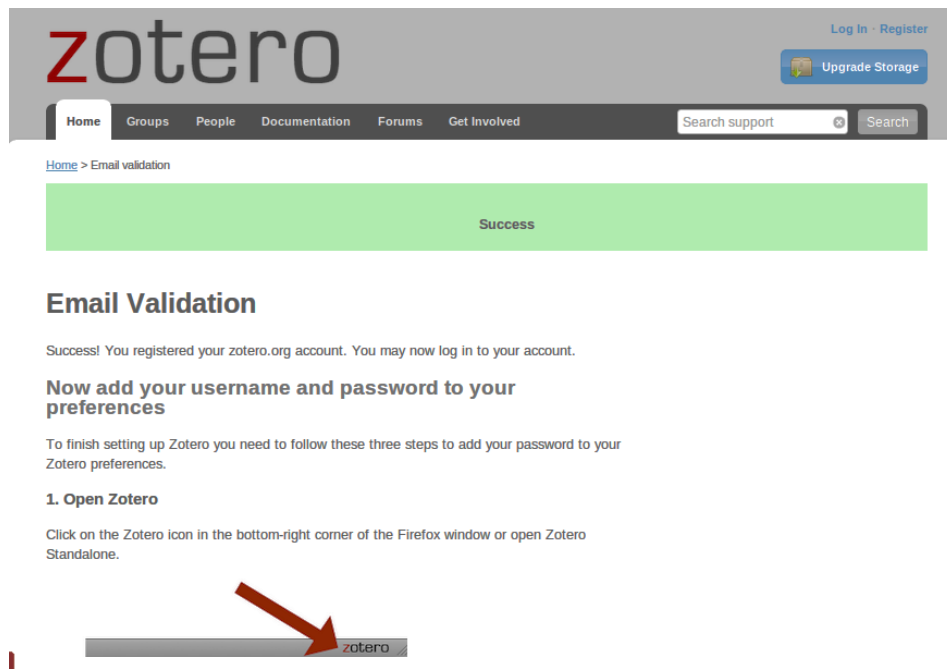 zotero
Log In · Register
Upgrade Storage
Home Groups People Documentation Forums Get Involved
Search support
Search
Home > Email validation
Success
Email Validation
Success! You registered your zotero.org account. You may now log in to your account.
Now add your username and password to your
preferences
To finish setting up Zotero you need to follow these three steps to add your password to your
Zotero preferences.
1. Open Zotero
Click on the Zotero icon in the bottom-right corner of the Firefox window or open Zotero
Standalone.
zotero